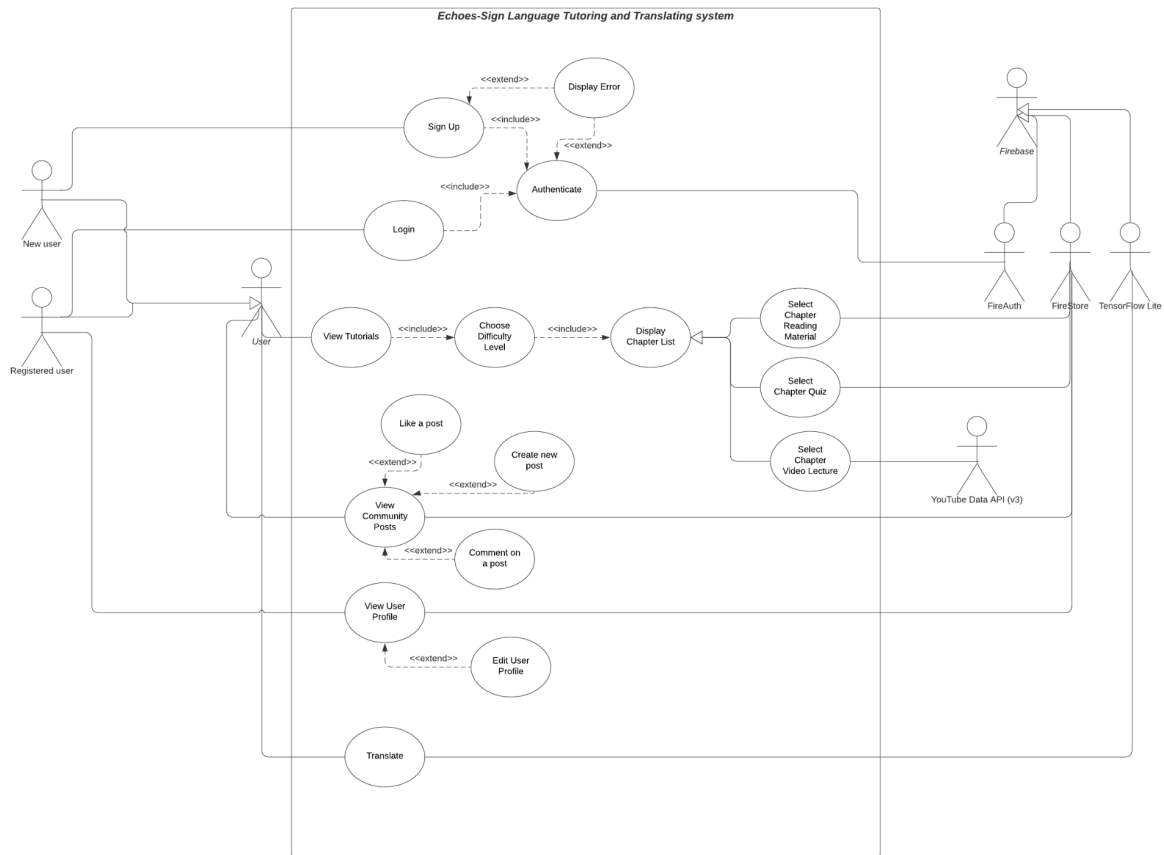 Echoes-Sign Language Tutoring and Translating system
<<extend>>
Display Error
Sign Up
<<include>>
<<extend>>
Firebase
<<include>>
Authenticate
New user
Login
FireAuth
FireStore
TensorFlow Lite
User
Registered user
View Tutorials
<<include>>
Choose
Difficulty
Level
<<include>>
Display
Chapter List
Select
Chapter
Reading
Material
Select
Chapter Quiz
Select
Chapter
Video Lecture
YouTube Data API (v3)
Like a post
<<extend>>
Create new
post
<<extend>>
View
Community
Posts
<<extend>>
Comment on
a post
View User
Profile
<<extend>>
Edit User
Profile
Translate